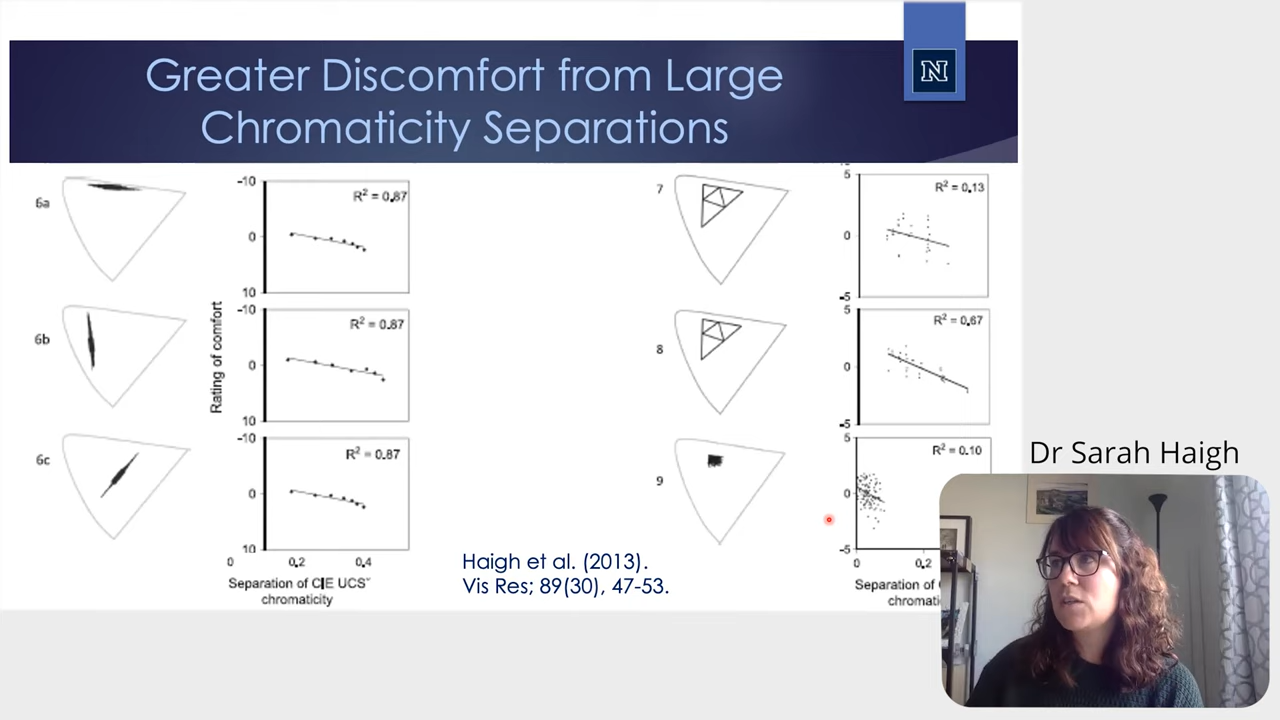 Greater Discomfort from Large
Chromaticity Separations
N
6a
-10
0
10
R² = 0.87
6b
-10
0
10
R² = 0.87
6c
-10
0
10
R² = 0.87
Rating of comfort
0 0.2 0.4
Separation of CIE UCS
chromaticity
7
5
0
-5
R² = 0.13
8
5
0
-5
R² = 0.67
9
5
0
-5
R² = 0.10
0 0.2
Separation of
chromati
Haigh et al. (2013).
Vis Res; 89(30), 47-53.
Dr Sarah Haigh